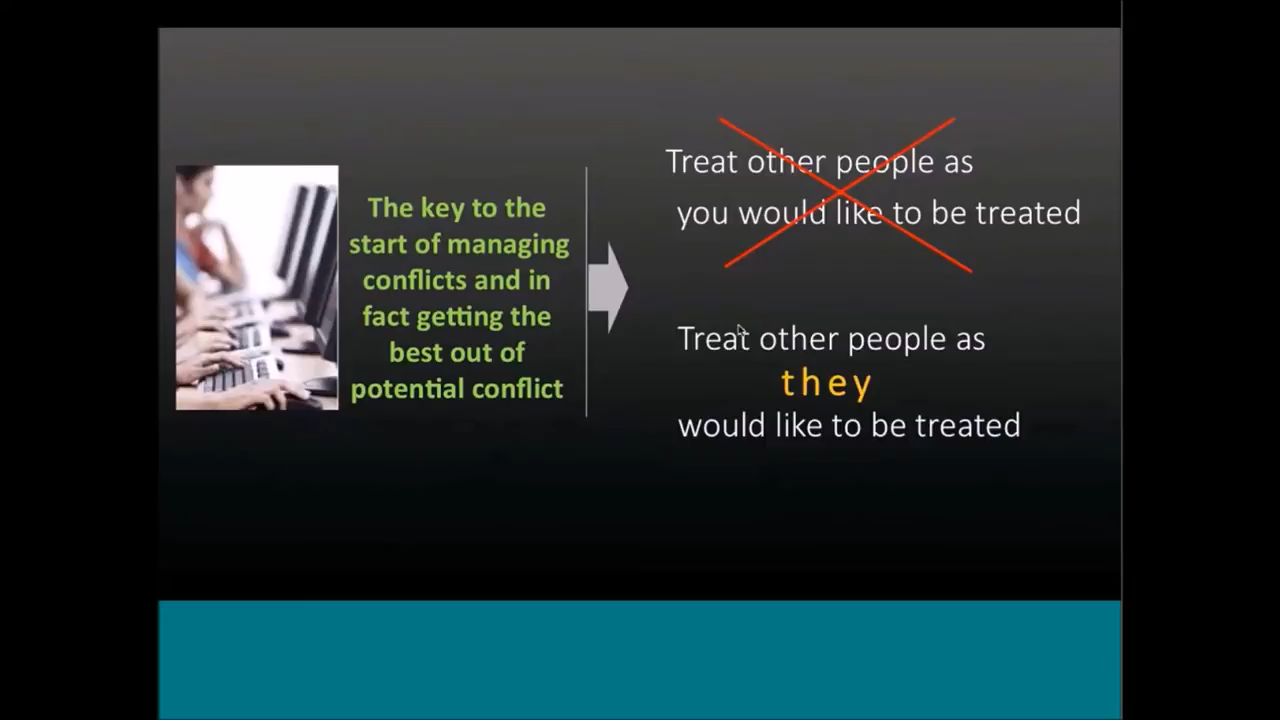 The key to the
start of managing
conflicts and in
fact getting the
best out of
potential conflict
Treat other people as
you would like to be treated
Treat other people as
they
would like to be treated